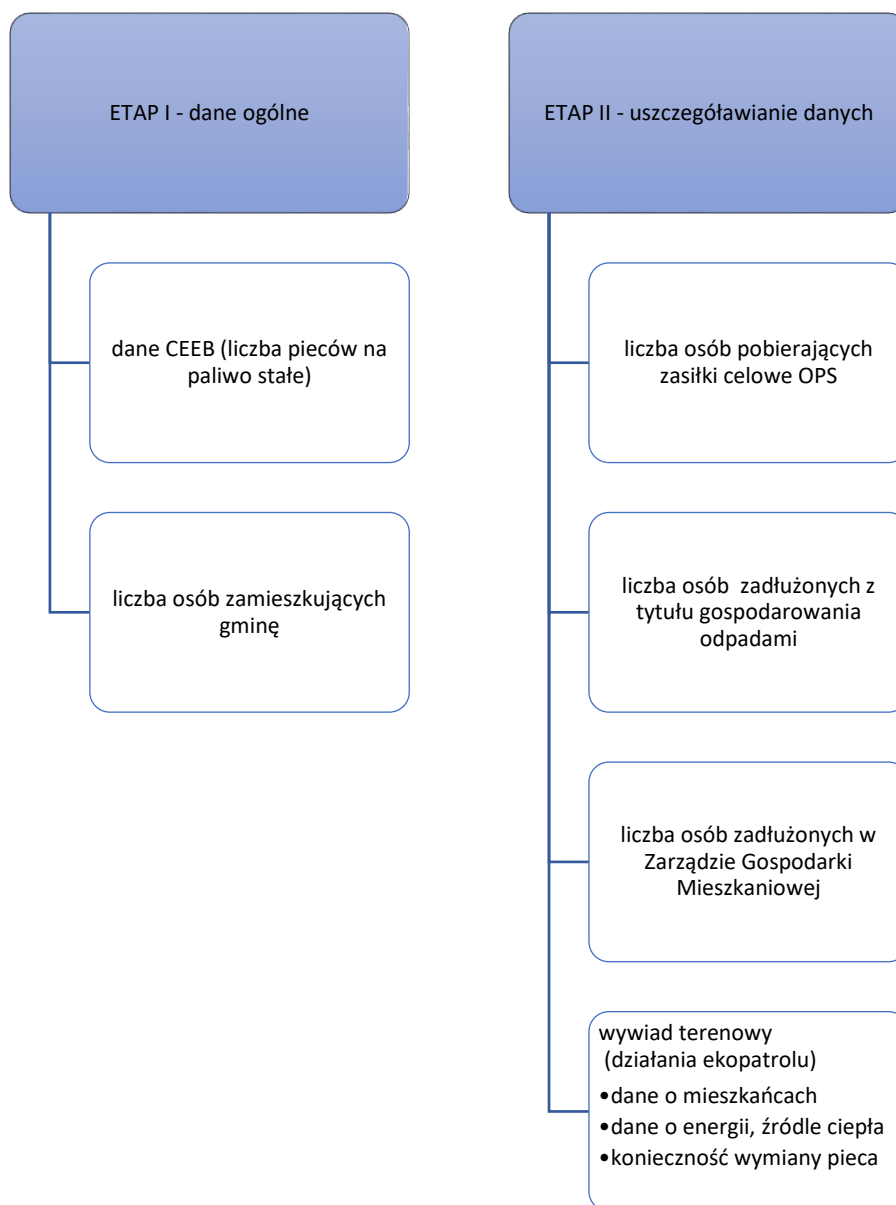 ETAP I - dane ogólne
dane CEEB (liczba pieców na
paliwo stałe)
liczba osób zamieszkujących
gminę
ETAP II - uszczegóławianie danych
liczba osób pobierających
zasiłki celowe OPS
liczba osób  zadłużonych z
tytułu gospodarowania
odpadami
liczba osób zadłużonych w
Zarządzie Gospodarki
Mieszkaniowej
wywiad terenowy
(działania ekopatrolu)
•dane o mieszkańcach
•dane o energii, źródle ciepła
•konieczność wymiany pieca